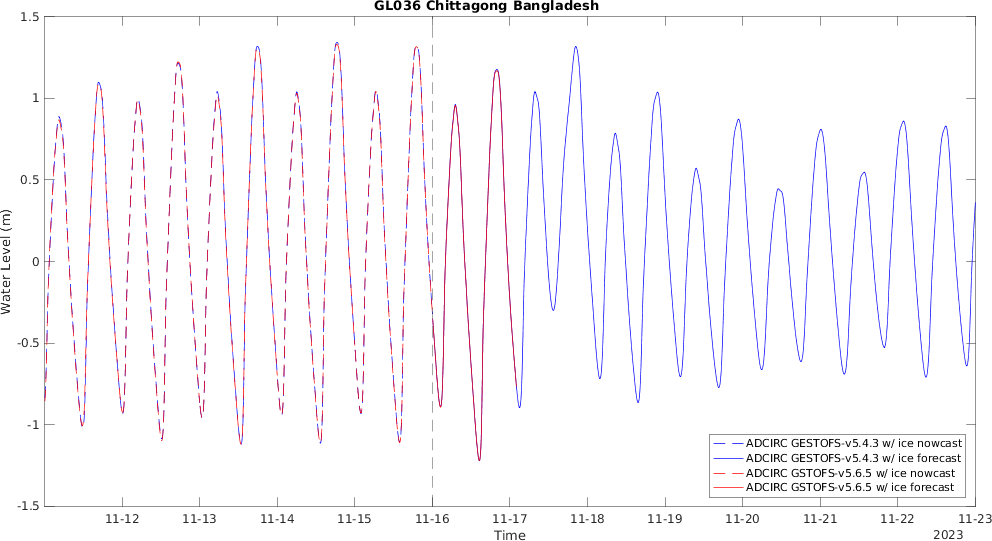 GL036 Chittagong Bangladesh
1.5
1
0.5
0
-0.5
-1
-1.5
Water Level (m)
11-12 11-13 11-14 11-15 11-16 11-17 11-18 11-19 11-20 11-21 11-22 11-23
Time
2023
ADCIRC GESTOFS-v5.4.3 w/ ice nowcast
ADCIRC GESTOFS-v5.4.3 w/ ice forecast
ADCIRC GSTOFS-v5.6.5 w/ ice nowcast
ADCIRC GSTOFS-v5.6.5 w/ ice forecast